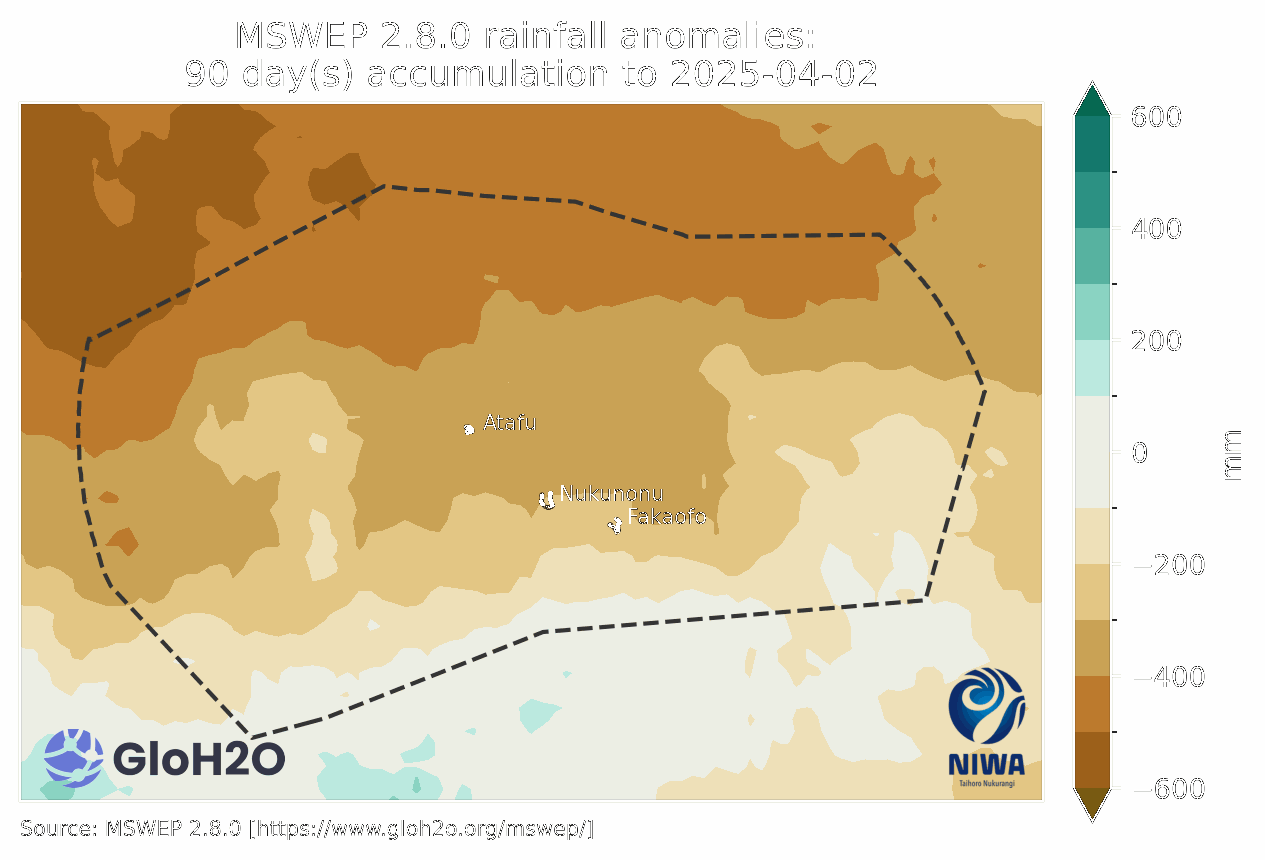 MSWEP 2.8.0 rainfall anomalies:
90 day(s) accumulation to 2025-04-02
600
400
200
0
−200
−400
−600
mm
Atafu
Nukunonu
Fakaofo
GloH2O
NIWA
Taihoro Nukurangi
Source: MSWEP 2.8.0 [https://www.gloh2o.org/mswep/]